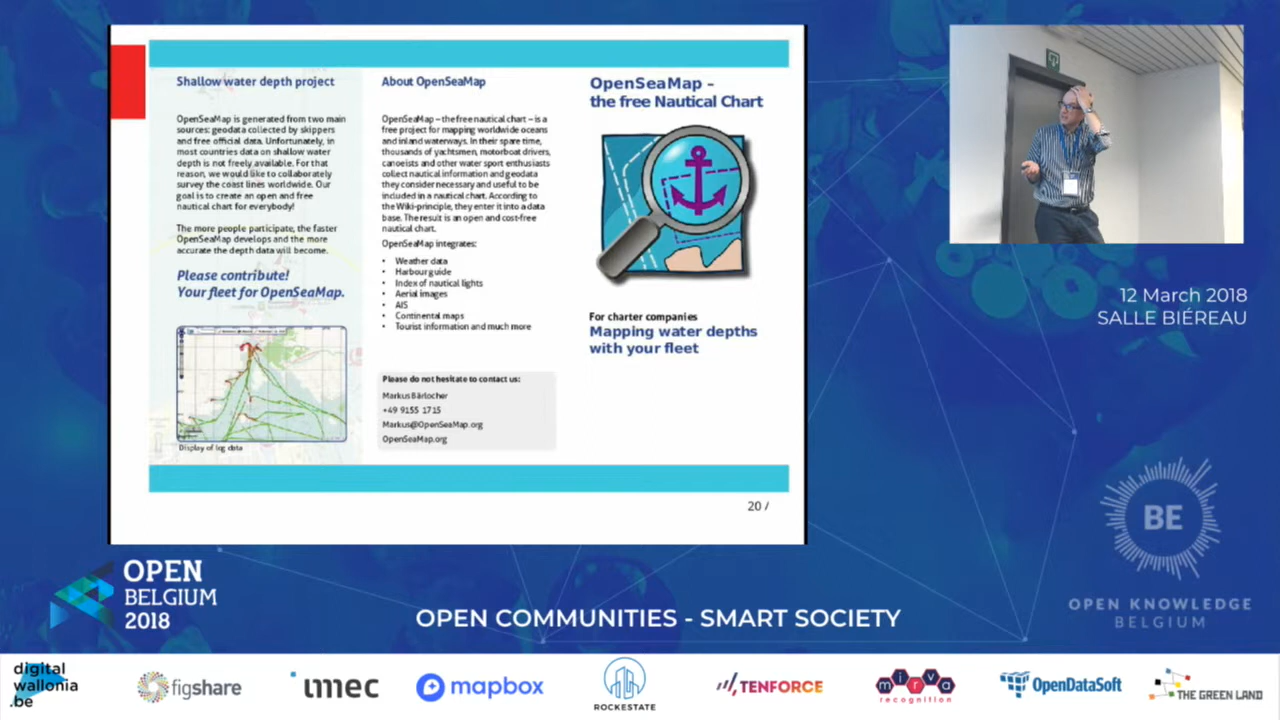 Shallow water depth project
OpenSeaMap is generated from two main
sources: geodata collected by skippers
and free official data. Unfortunately, in
most countries data on shallow water
depth is not freely available. For that
reason, we would like to collaborately
survey the coast lines worldwide. Our
goal is to create an open and free
nautical chart for everybody!
The more people participate, the faster
OpenSeaMap develops and the more
accurate the depth data will become.
Please contribute!
Your fleet for OpenSeaMap.
Display of log data
About OpenSeaMap
OpenSeaMap – the free nautical chart – is a
free project for mapping worldwide oceans
and inland waterways. In their spare time,
thousands of yachtsmen, motorboat drivers,
canoeists and other water sport enthusiasts
collect nautical information and geodata
they consider necessary and useful to be
included in a nautical chart. According to
the Wiki-principle, they enter it into a data
base. The result is an open and cost-free
nautical chart.
OpenSeaMap integrates:
• Weather data
• Harbour guide
• Index of nautical lights
• Aerial images
• AIS
• Continental maps
• Tourist information and much more
Please do not hesitate to contact us:
Markus Bärlocher
+49 9155 1715
Markus@OpenSeaMap.org
OpenSeaMap.org
OpenSeaMap –
the free Nautical Chart
For charter companies
Mapping water depths
with your fleet
20 /
12 March 2018
SALLE BIÉREAU
BE
OPEN KNOWLEDGE
BELGIUM
OPEN
BELGIUM
2018
OPEN COMMUNITIES - SMART SOCIETY
digital
wallonia
.be
figshare
imec
mapbox
ROCKESTATE
TENFORCE
mirva
recognition
OpenDataSoft
THE GREEN LAND